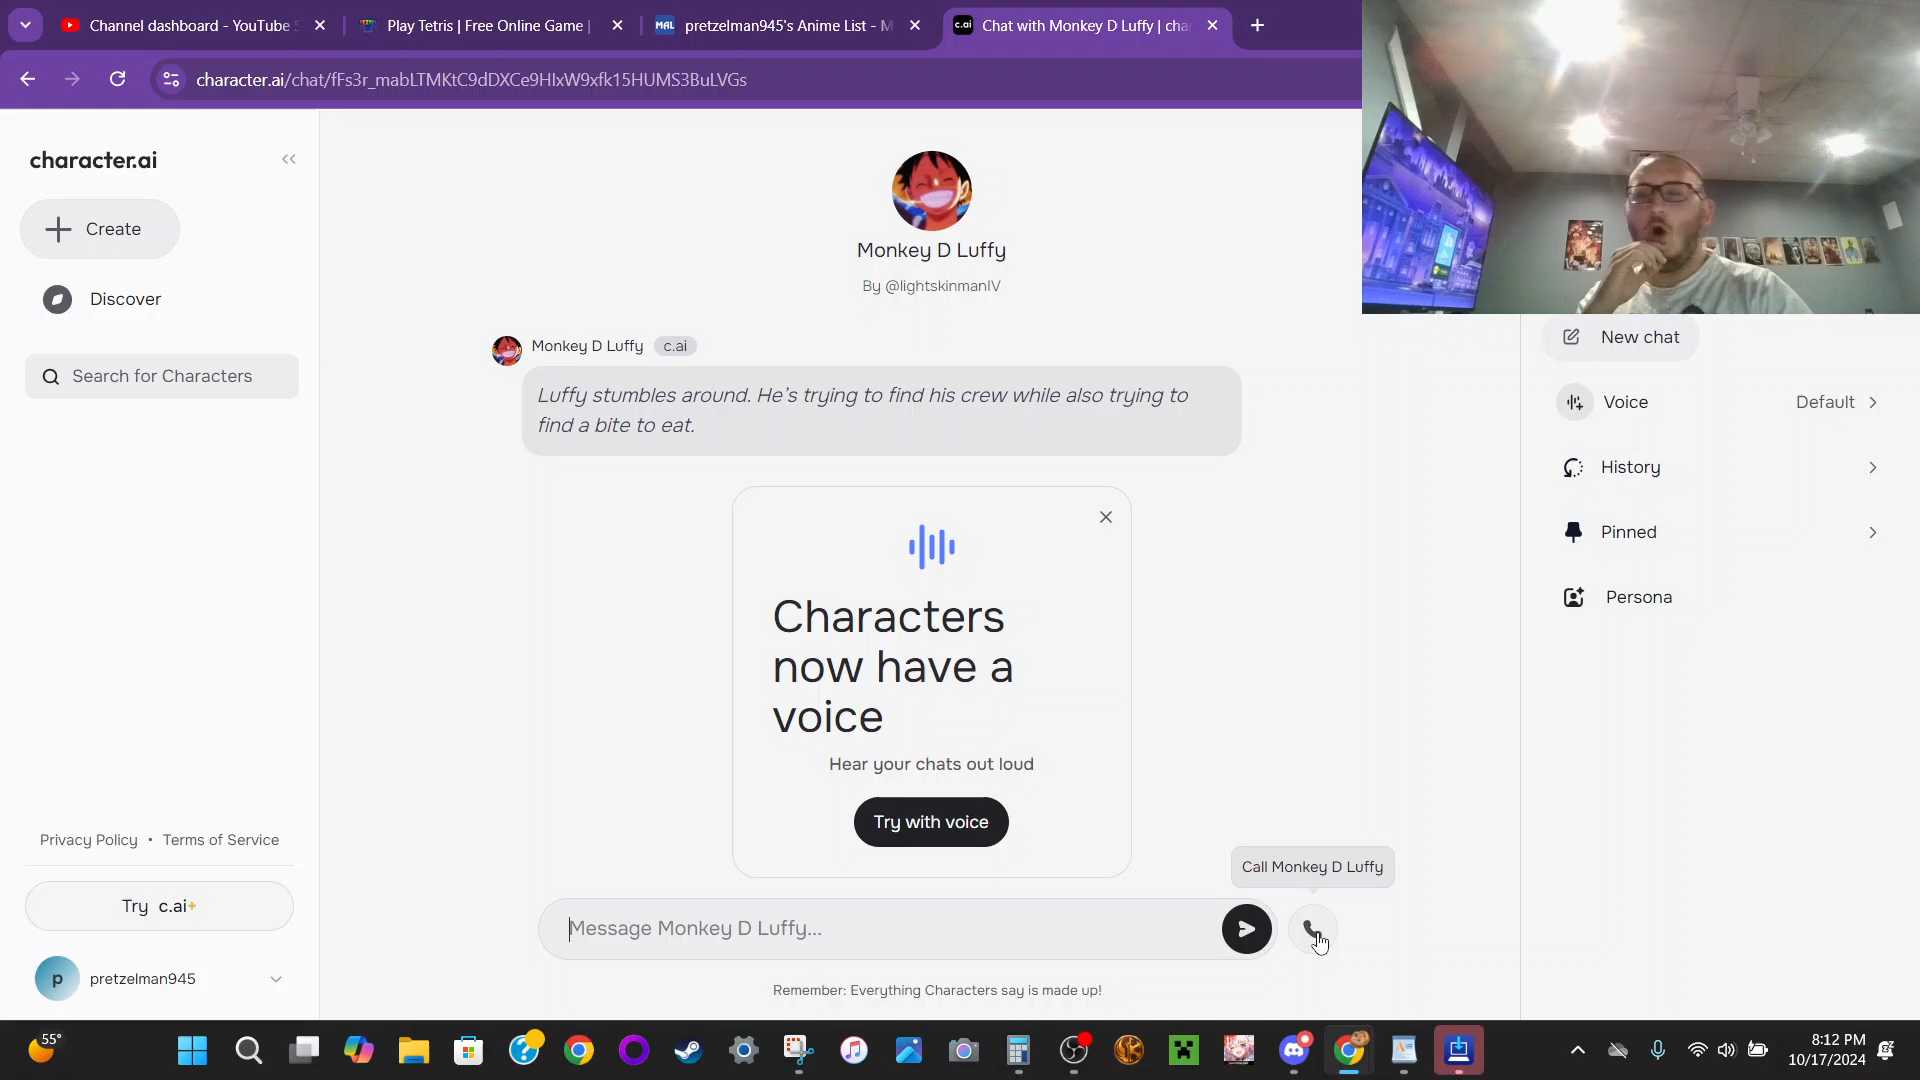 Channel dashboard - YouTube S
Play Tetris | Free Online Game |
MAL
pretzelman945's Anime List - M
c.ai
Chat with Monkey D Luffy | cha
character.ai/chat/fFs3r_mabLTMKtC9dDXCe9HIxW9xfk15HUMS3BuLVGs
character.ai
Create
Discover
Search for Characters
Privacy Policy • Terms of Service
Try c.ai+
p
pretzelman945
Monkey D Luffy
By @lightskinmanIV
Monkey D Luffy c.ai
Luffy stumbles around. He's trying to find his crew while also trying to
find a bite to eat.
Characters
now have a
voice
Hear your chats out loud
Try with voice
Call Monkey D Luffy
Message Monkey D Luffy...
Remember: Everything Characters say is made up!
New chat
Voice Default
History
Pinned
Persona
55°
8:12 PM
10/17/2024